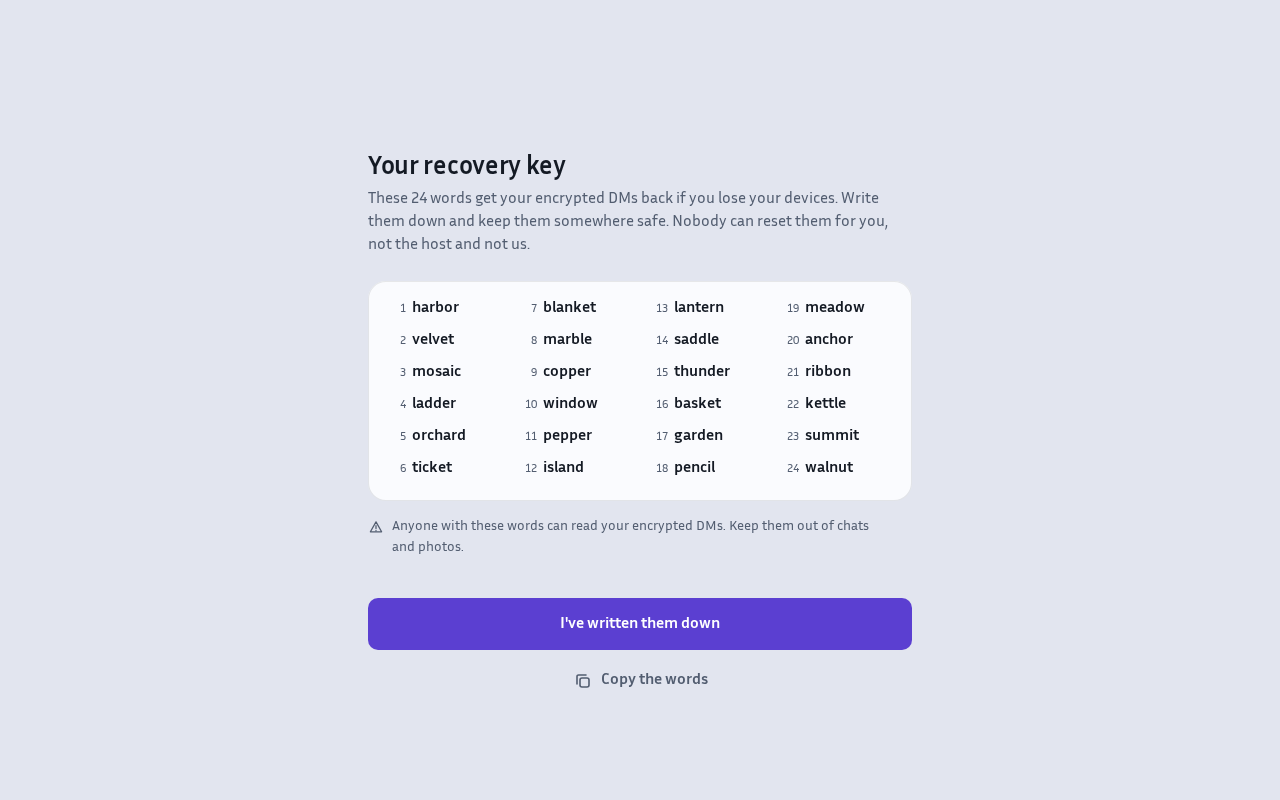 Your recovery key
These 24 words get your encrypted DMs back if you lose your devices. Write
them down and keep them somewhere safe. Nobody can reset them for you,
not the host and not us.
1 harbor
2 velvet
3 mosaic
4 ladder
5 orchard
6 ticket
7 blanket
8 marble
9 copper
10 window
11 pepper
12 island
13 lantern
14 saddle
15 thunder
16 basket
17 garden
18 pencil
19 meadow
20 anchor
21 ribbon
22 kettle
23 summit
24 walnut
Anyone with these words can read your encrypted DMs. Keep them out of chats
and photos.
I've written them down
Copy the words